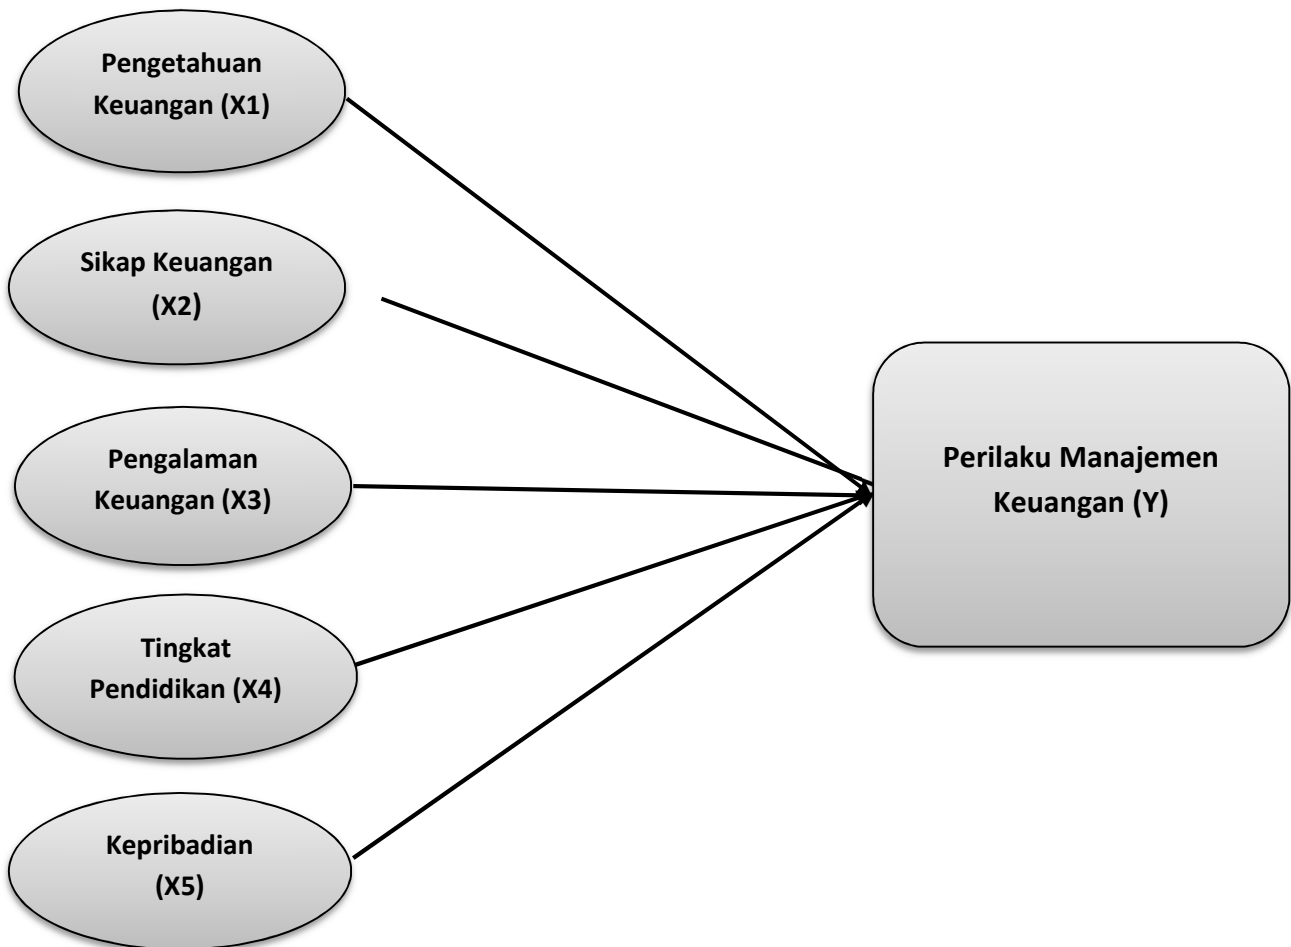 Pengetahuan
Keuangan (X1)
Sikap Keuangan
(X2)
Pengalaman
Keuangan (X3)
Tingkat
Pendidikan (X4)
Kepribadian
(X5)
Perilaku Manajemen
Keuangan (Y)